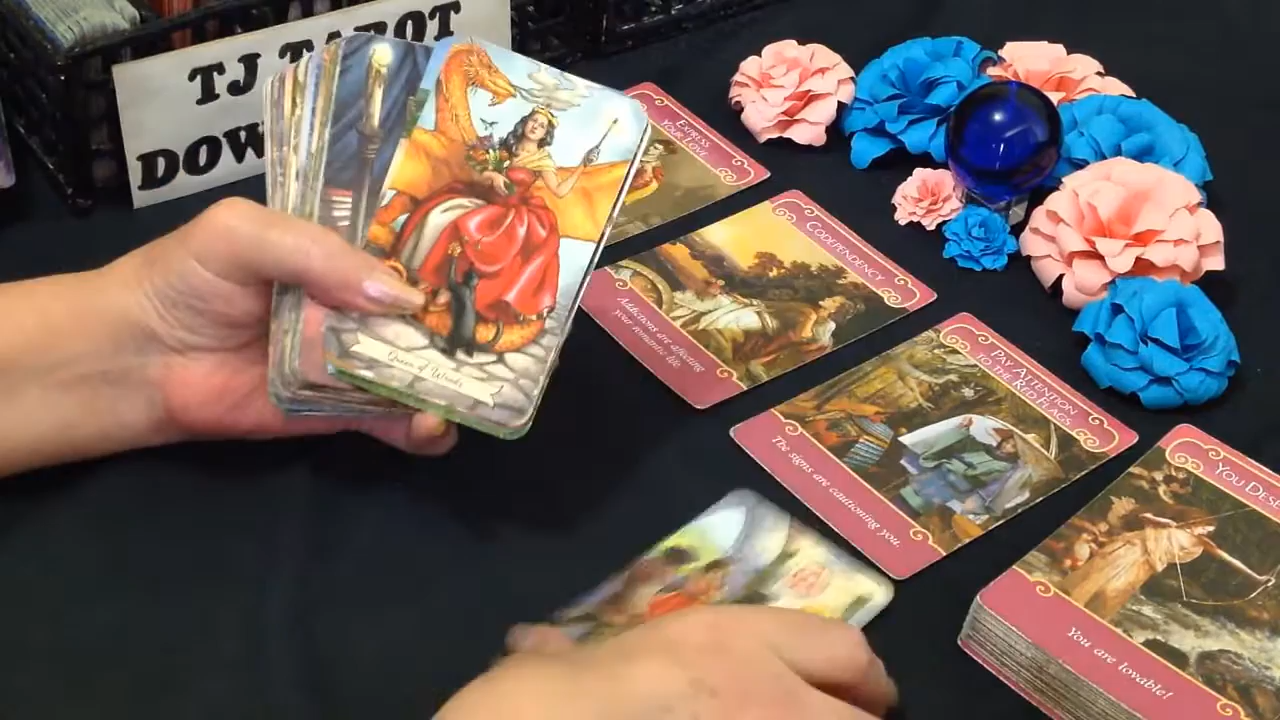 TJ TAROT
DOW
Queen of Wands
EXPRESS
YOUR LOVE
CODEPENDENCY
Addictions are affecting
your romantic life.
PAY ATTENTION
TO THE RED FLAGS
The signs are cautioning you.
YOU DESE
You are lovable!